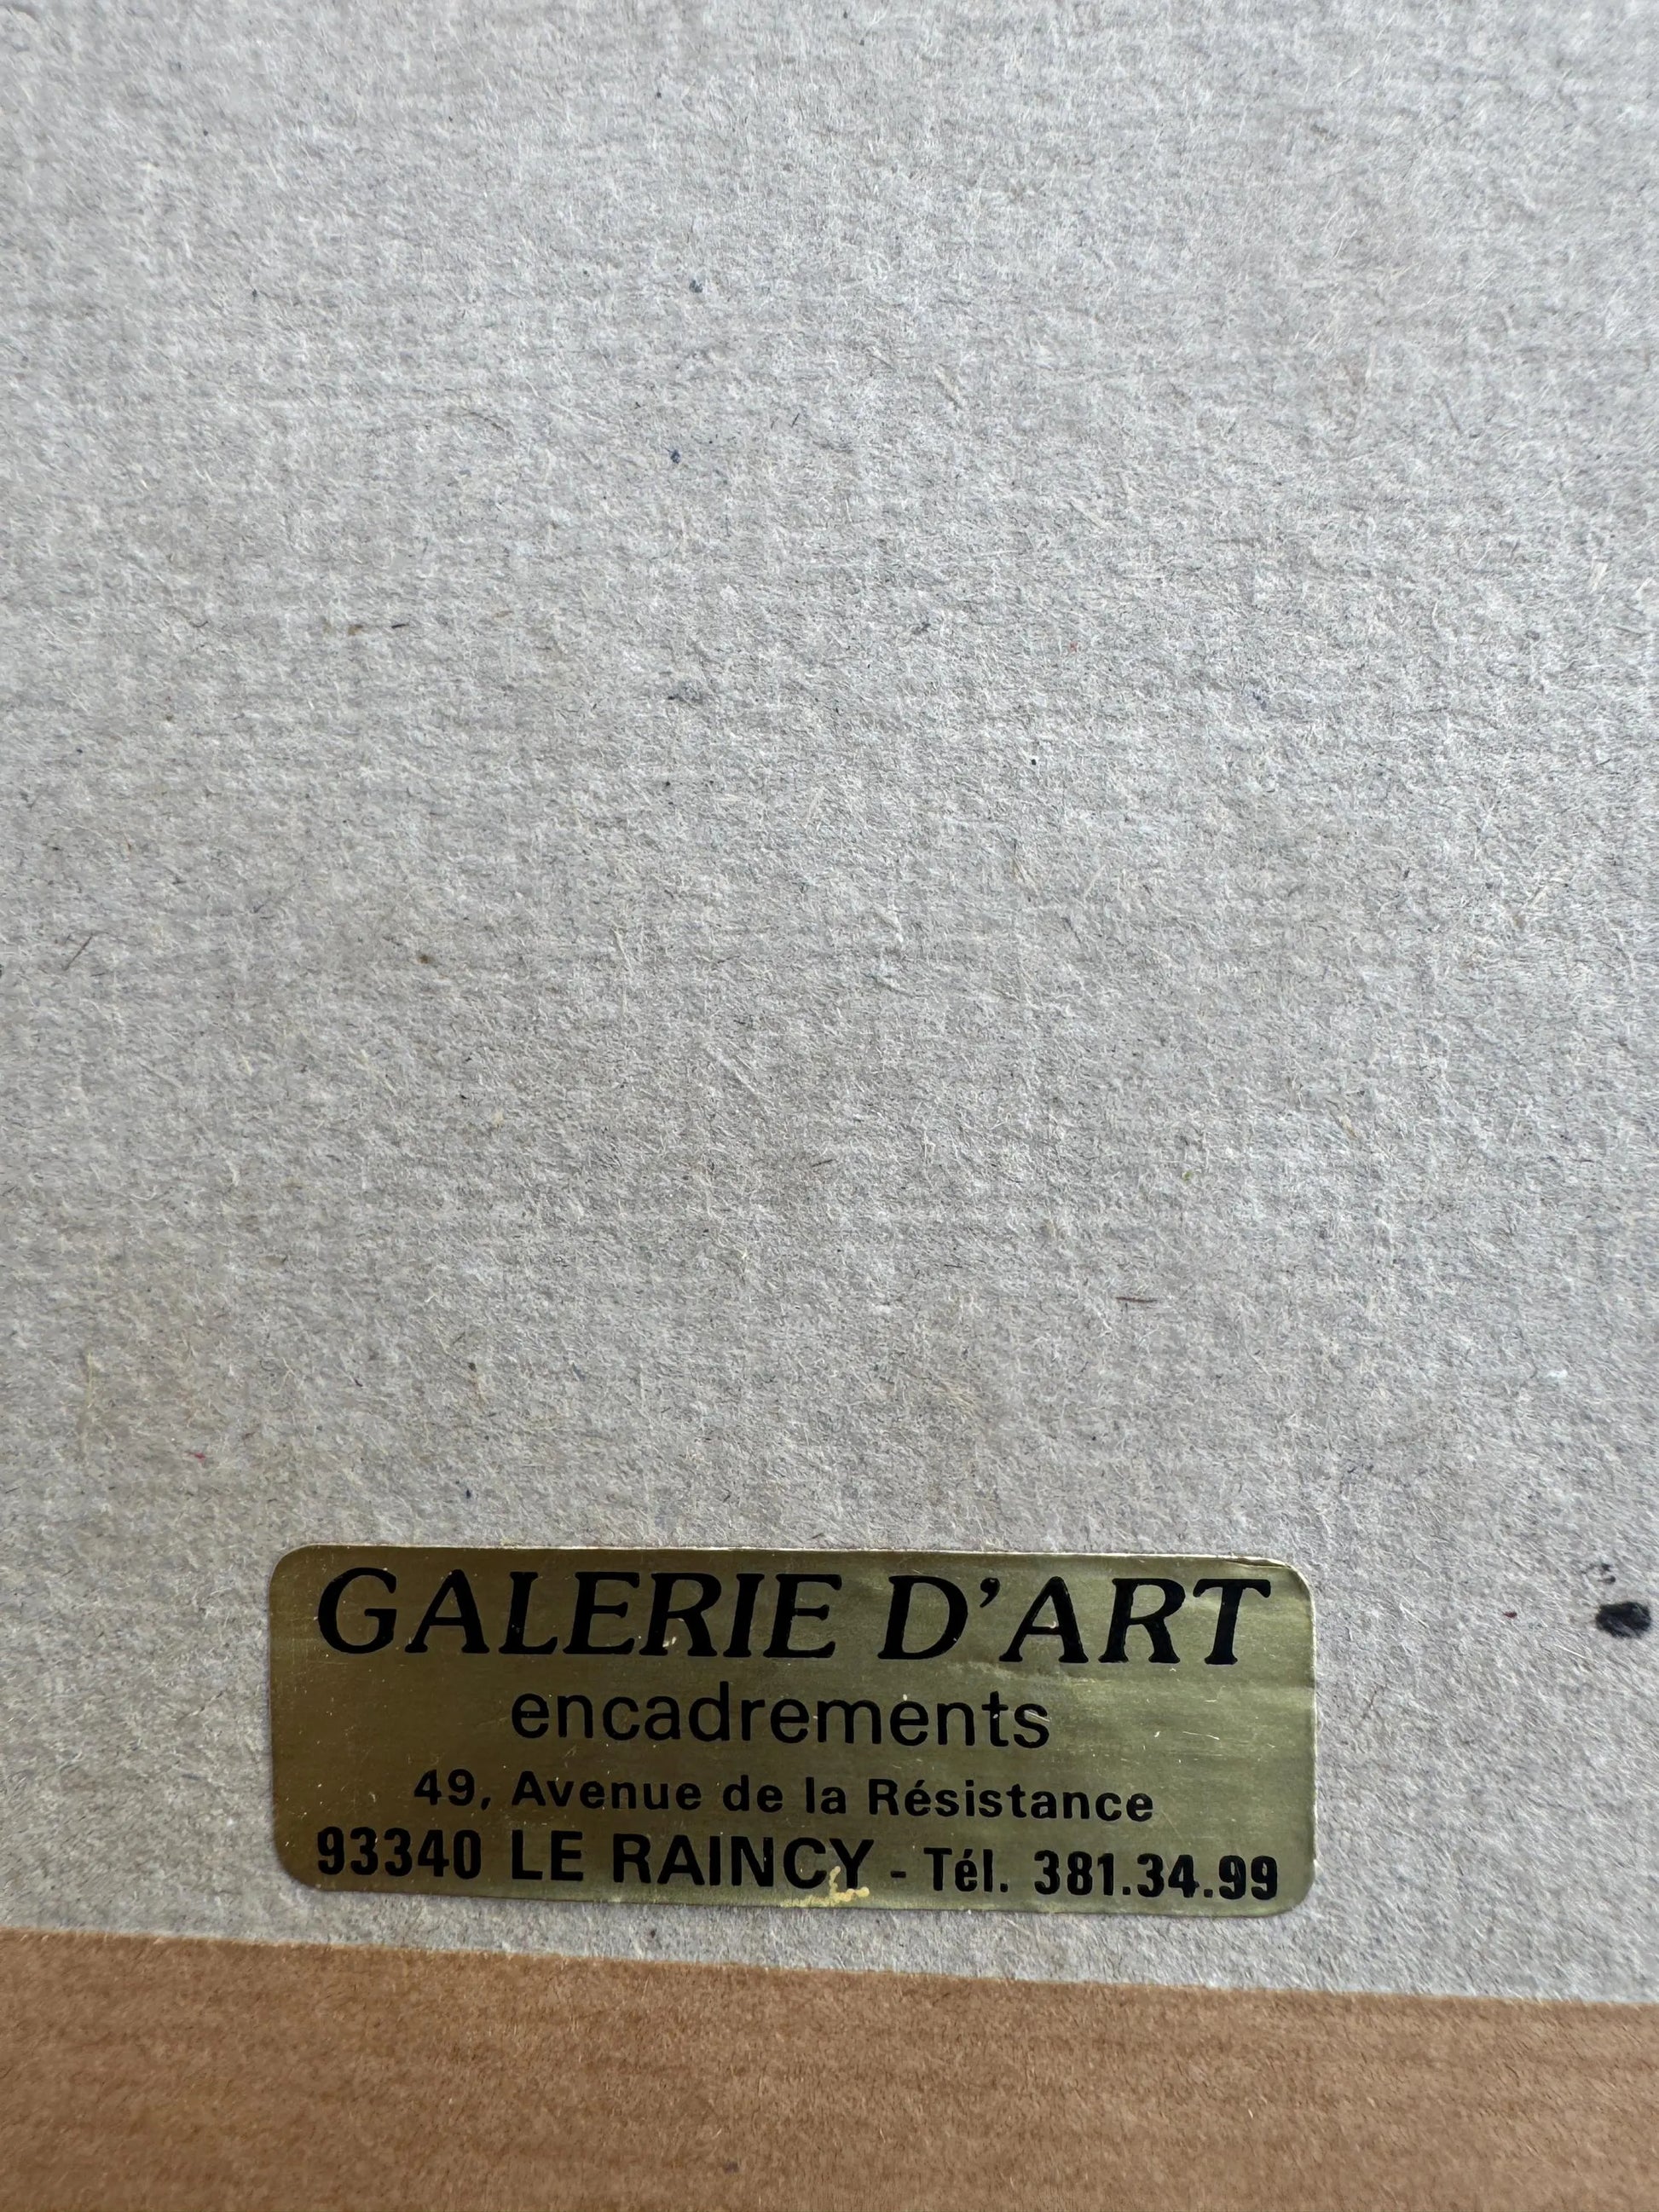 GALERIE D'ART
encadrements
49, Avenue de la Résistance
93340 LE RAINCY - Tél. 381.34.99